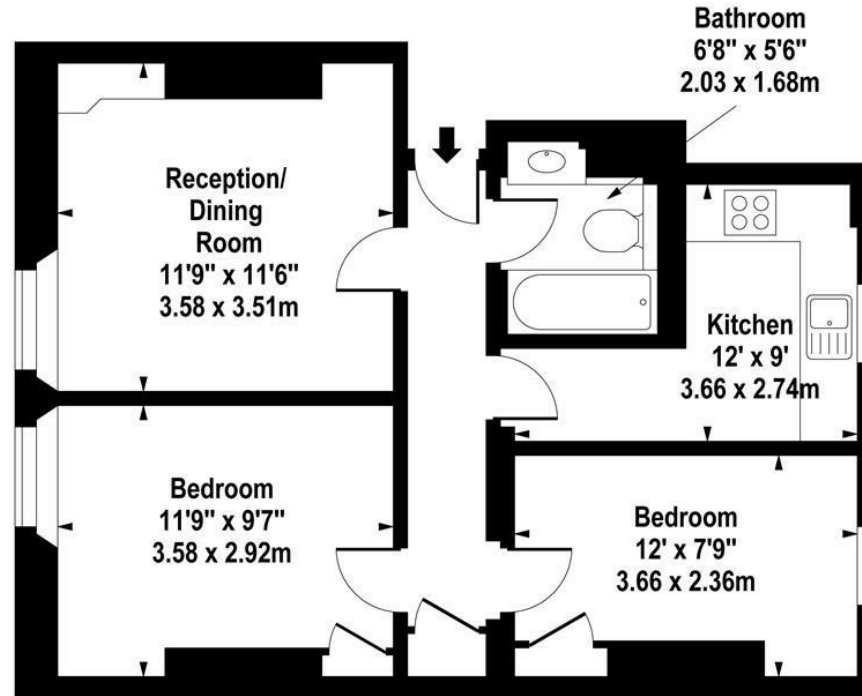 Bathroom
6'8" x 5'6"
2.03 x 1.68m
Reception/
Dining
Room
11'9" x 11'6"
3.58 x 3.51m
Kitchen
12' x 9'
3.66 x 2.74m
Bedroom
11'9" x 9'7"
3.58 x 2.92m
Bedroom
12' x 7'9"
3.66 x 2.36m